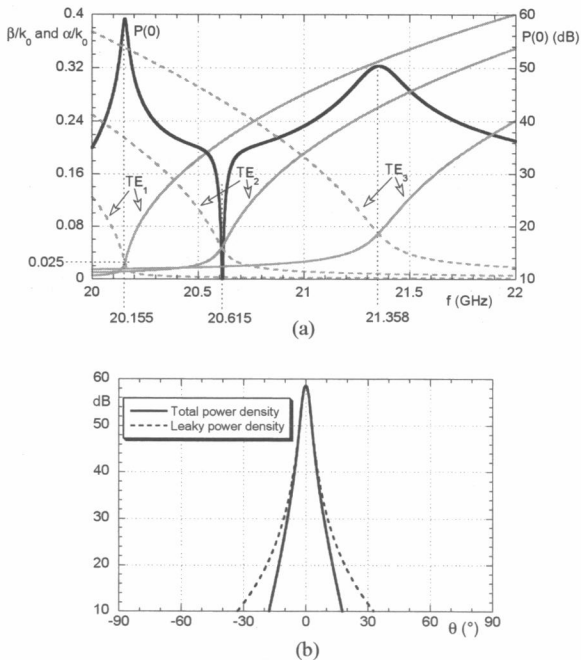 β/k₀ and α/k₀
P(0)
P(0) (dB)
0.4
0.32
0.24
0.16
0.08
0.025
0
60
50
40
30
20
10
TE₁
TE₂
TE₃
20
20.5
21
21.5
22
f (GHz)
20.155
20.615
21.358
(a)
60
dB
50
40
30
20
10
Total power density
Leaky power density
-90
-60
-30
0
30
60
90
θ (°)
(b)